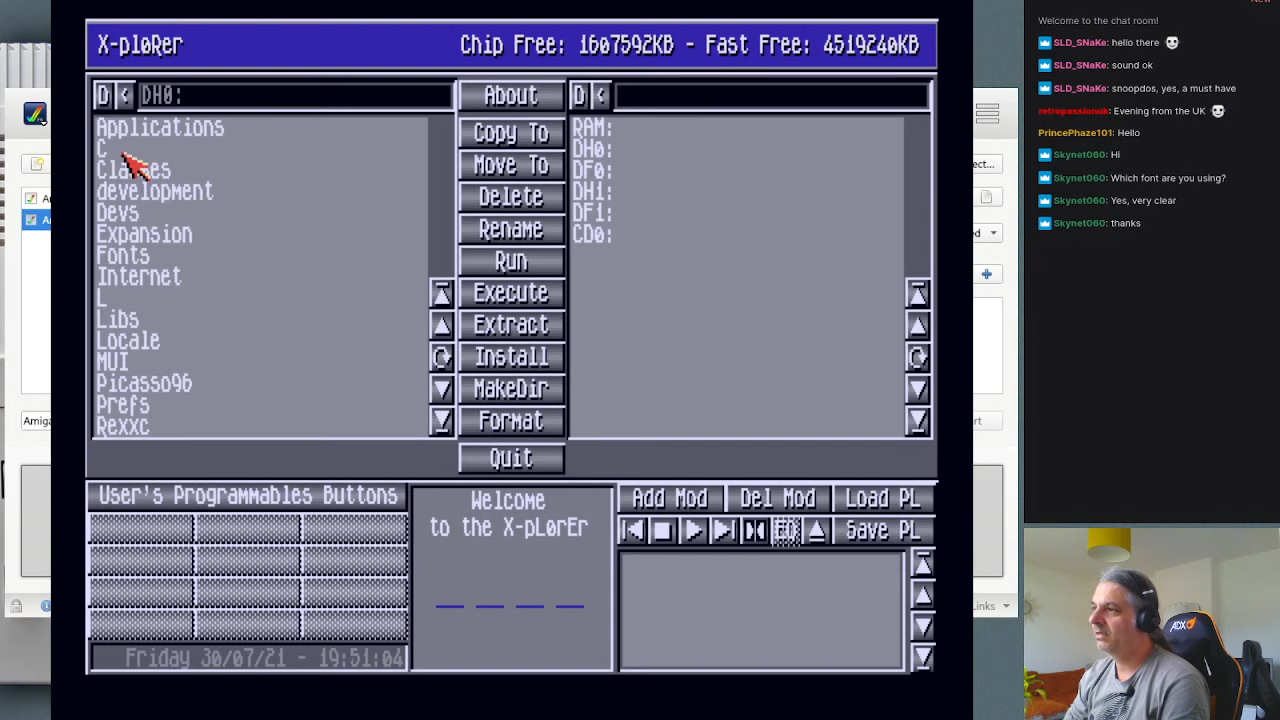 X-pl0Rer
Chip Free: 1607592KB - Fast Free: 4519240KB
D < DH0:
About
D <
Applications
C
Classes
development
Devs
Expansion
Fonts
Internet
L
Libs
Locale
MUI
Picasso96
Prefs
Rexxc
Copy To
Move To
Delete
Rename
Run
Execute
Extract
Install
MakeDir
Format
Quit
RAM:
DH0:
DF0:
DH1:
DF1:
CD0:
User's Programmables Buttons
Friday 30/07/21 - 19:51:04
Welcome
to the X-pL0rEr
Add Mod
Del Mod
Load PL
EQ
Save PL
Amiga
Links
Welcome to the chat room!
SLD_SNaKe: hello there
SLD_SNaKe: sound ok
SLD_SNaKe: snoopdos, yes, a must have
retropassionuk: Evening from the UK
PrincePhaze101: Hello
Skynet060: Hi
Skynet060: Which font are you using?
Skynet060: Yes, very clear
Skynet060: thanks
ADX